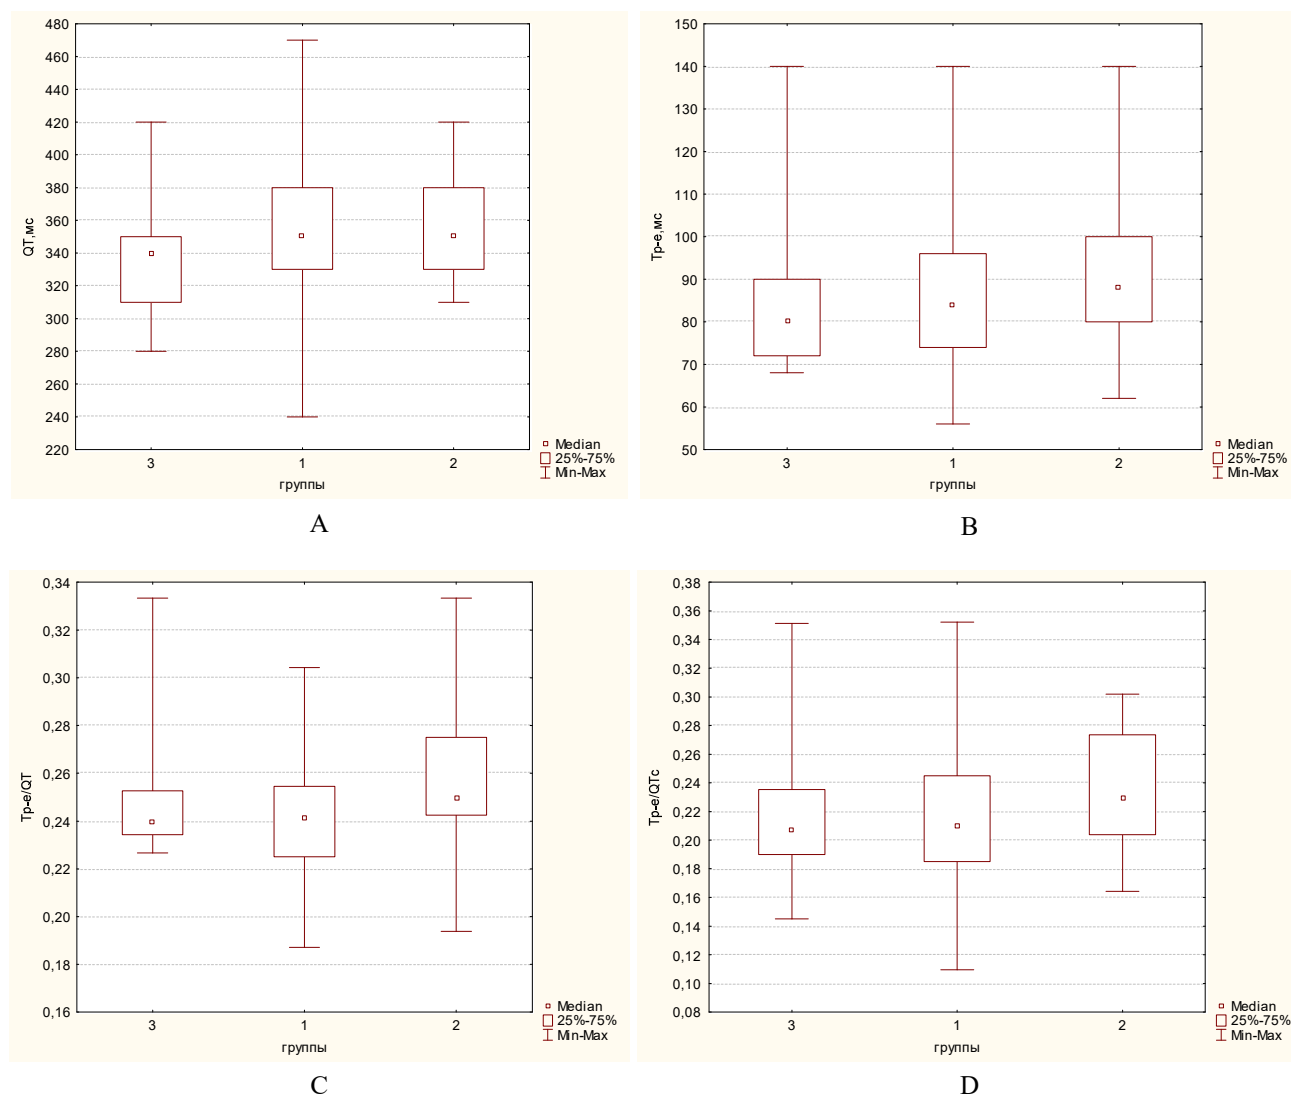 480
460
440
420
400
380
360
340
320
300
280
260
240
220
QT,мс
3 1 2
группы
Median
25%-75%
Min-Max
A
150
140
130
120
110
100
90
80
70
60
50
Tp-e,мс
3 1 2
группы
Median
25%-75%
Min-Max
B
0,34
0,32
0,30
0,28
0,26
0,24
0,22
0,20
0,18
0,16
Tp-e/QT
3 1 2
группы
Median
25%-75%
Min-Max
C
0,38
0,36
0,34
0,32
0,30
0,28
0,26
0,24
0,22
0,20
0,18
0,16
0,14
0,12
0,10
0,08
Tp-e/QTc
3 1 2
группы
Median
25%-75%
Min-Max
D